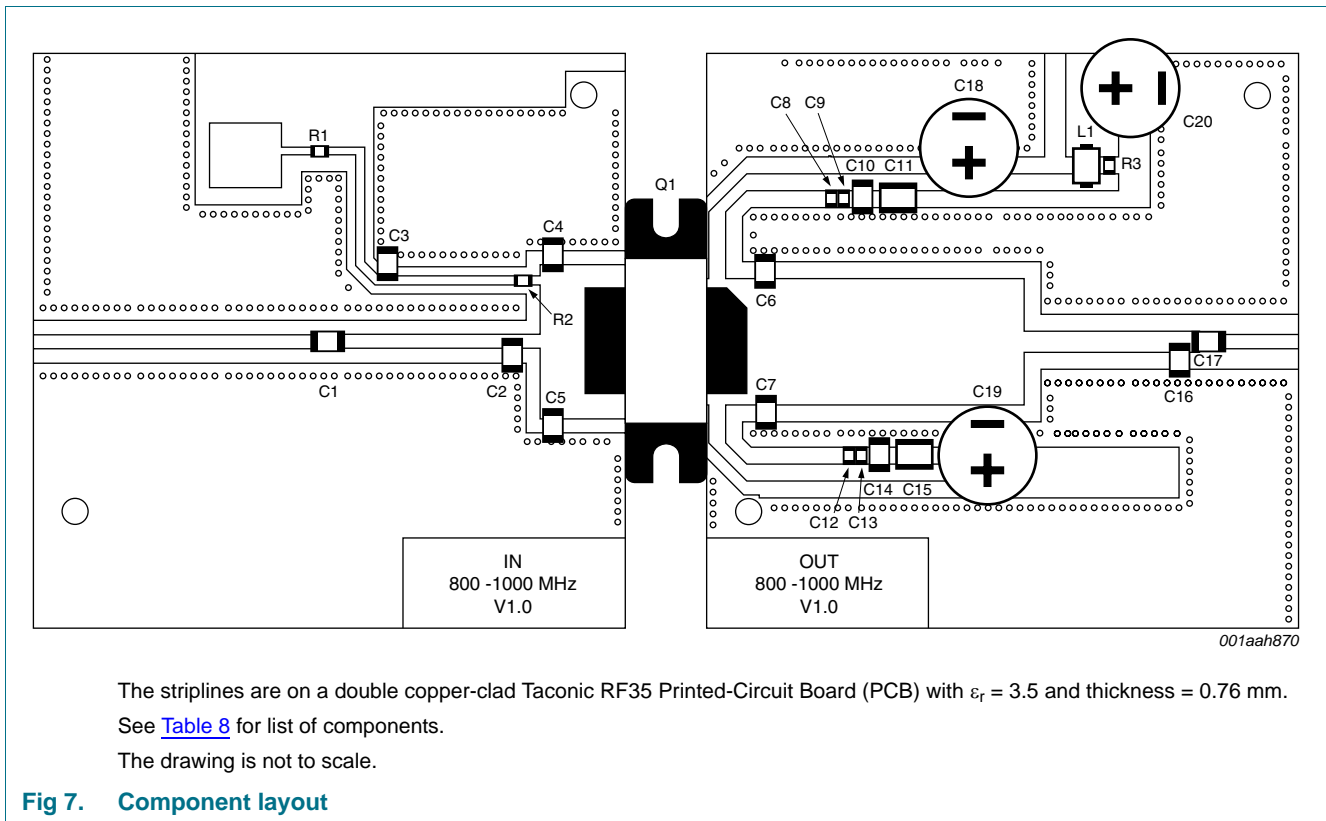 C8 C9 C18 C20
R1 C10 C11 L1 R3
Q1
C3 C4
C6
R2
C17
C1 C2 C5 C7 C19 C16
C14 C15
C12 C13
+ − − + − +
IN
800 -1000 MHz
V1.0
OUT
800 -1000 MHz
V1.0
001aah870
The striplines are on a double copper-clad Taconic RF35 Printed-Circuit Board (PCB) with εr = 3.5 and thickness = 0.76 mm.
See Table 8 for list of components.
The drawing is not to scale.
Fig 7. Component layout